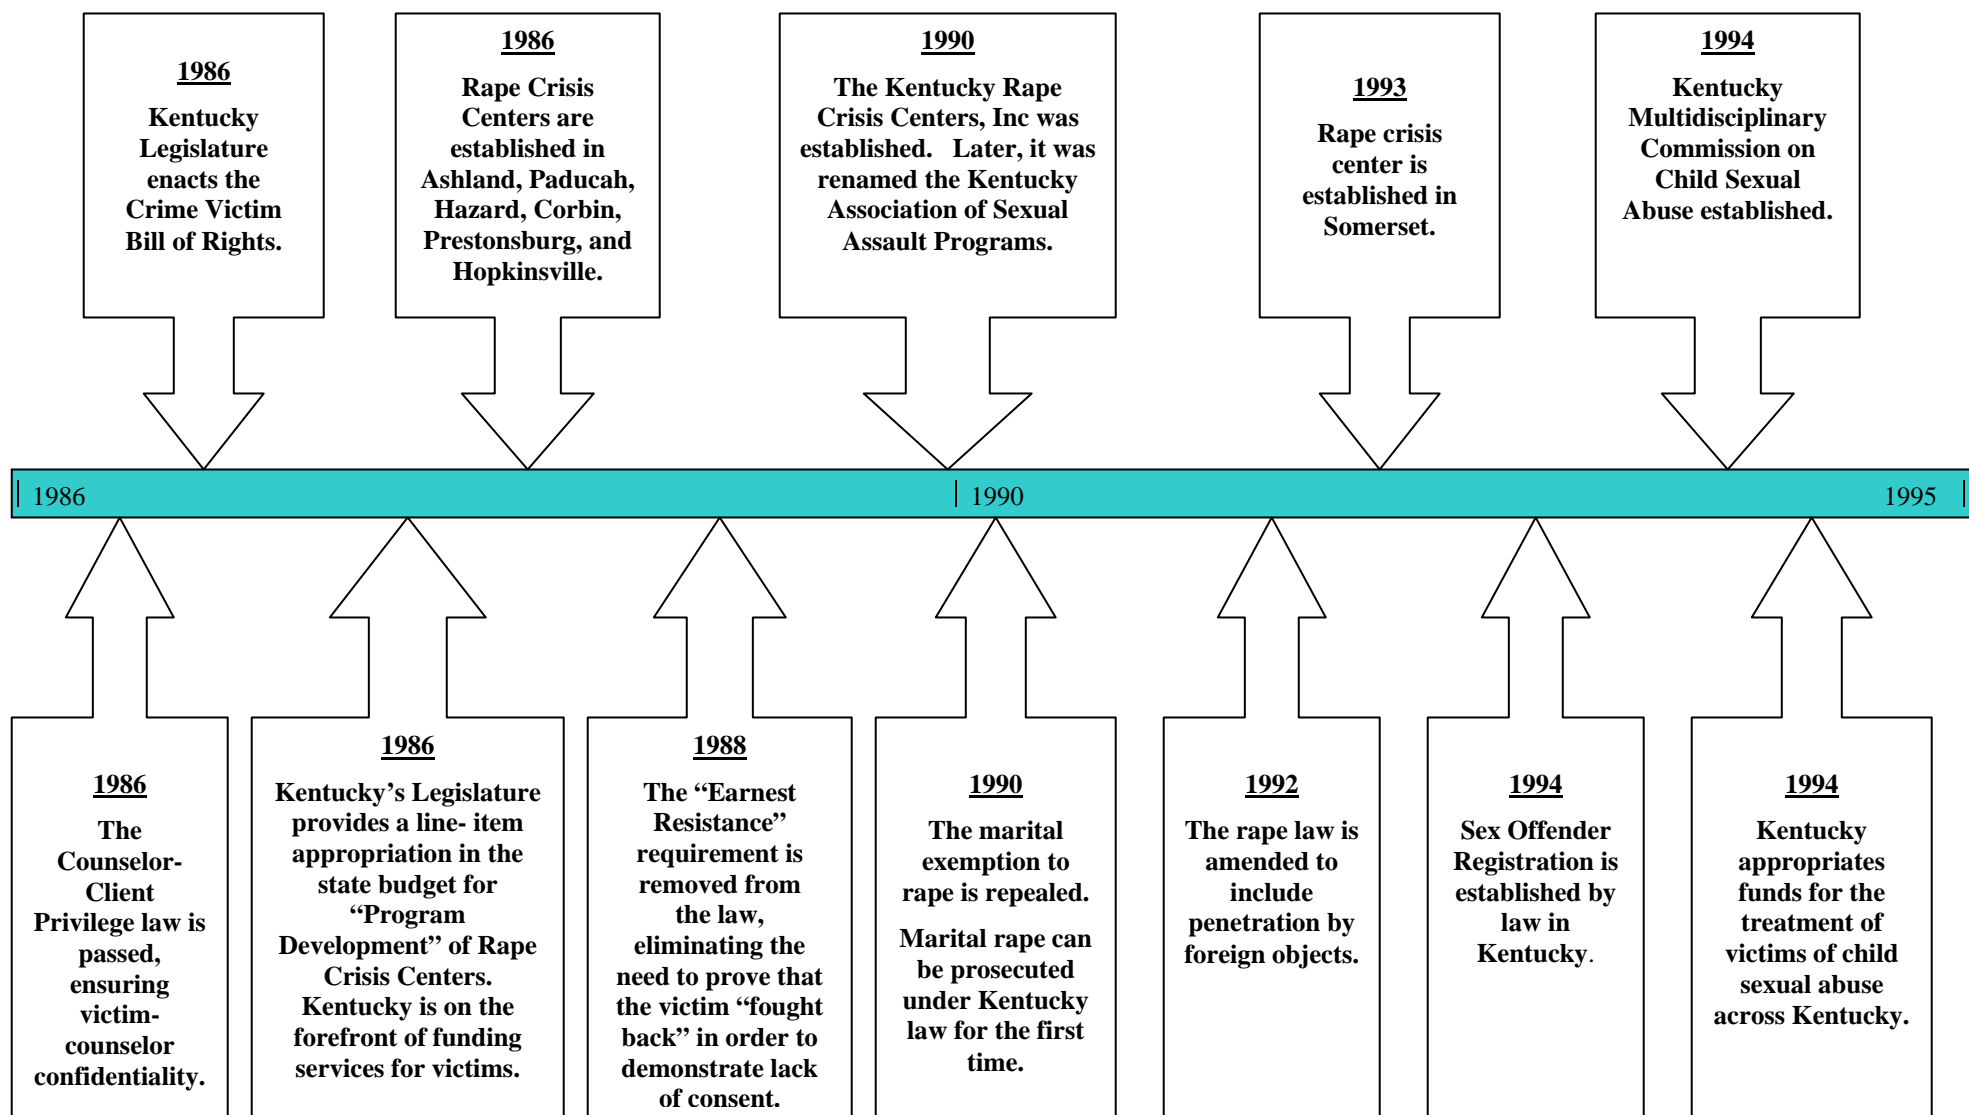 1986
Kentucky
Legislature
enacts the
Crime Victim
Bill of Rights.
1986
Rape Crisis
Centers are
established in
Ashland, Paducah,
Hazard, Corbin,
Prestonsburg, and
Hopkinsville.
1990
The Kentucky Rape
Crisis Centers, Inc was
established.   Later, it was
renamed the Kentucky
Association of Sexual
Assault Programs.
1993
Rape crisis
center is
established in
Somerset.
1994
Kentucky
Multidisciplinary
Commission on
Child Sexual
Abuse established.
1986
1990
1995
1986
The
Counselor-
Client
Privilege law is
passed,
ensuring
victim-
counselor
confidentiality.
1986
Kentucky’s Legislature
provides a line- item
appropriation in the
state budget for
“Program
Development” of Rape
Crisis Centers.
Kentucky is on the
forefront of funding
services for victims.
1988
The “Earnest
Resistance”
requirement is
removed from
the law,
eliminating the
need to prove that
the victim “fought
back” in order to
demonstrate lack
of consent.
1990
The marital
exemption to
rape is repealed.
Marital rape can
be prosecuted
under Kentucky
law for the first
time.
1992
The rape law is
amended to
include
penetration by
foreign objects.
1994
Sex Offender
Registration is
established by
law in
Kentucky.
1994
Kentucky
appropriates
funds for the
treatment of
victims of child
sexual abuse
across Kentucky.